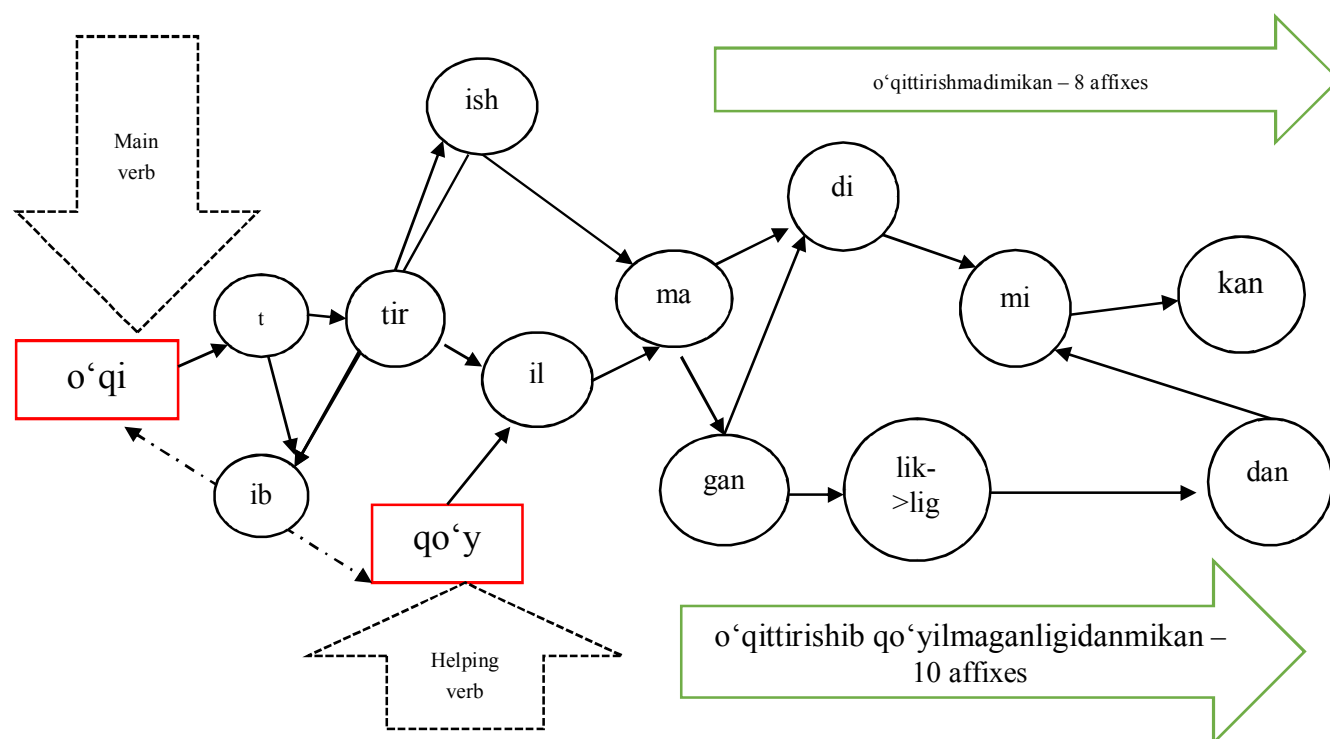 o‘qittirishmadimikan – 8 affixes
Main
verb
ish
di
ma
mi
kan
t
tir
o‘qi
il
ib
qo‘y
gan
lik-
>lig
dan
Helping
verb
o‘qittirishib qo‘yilmaganligidanmikan –
10 affixes